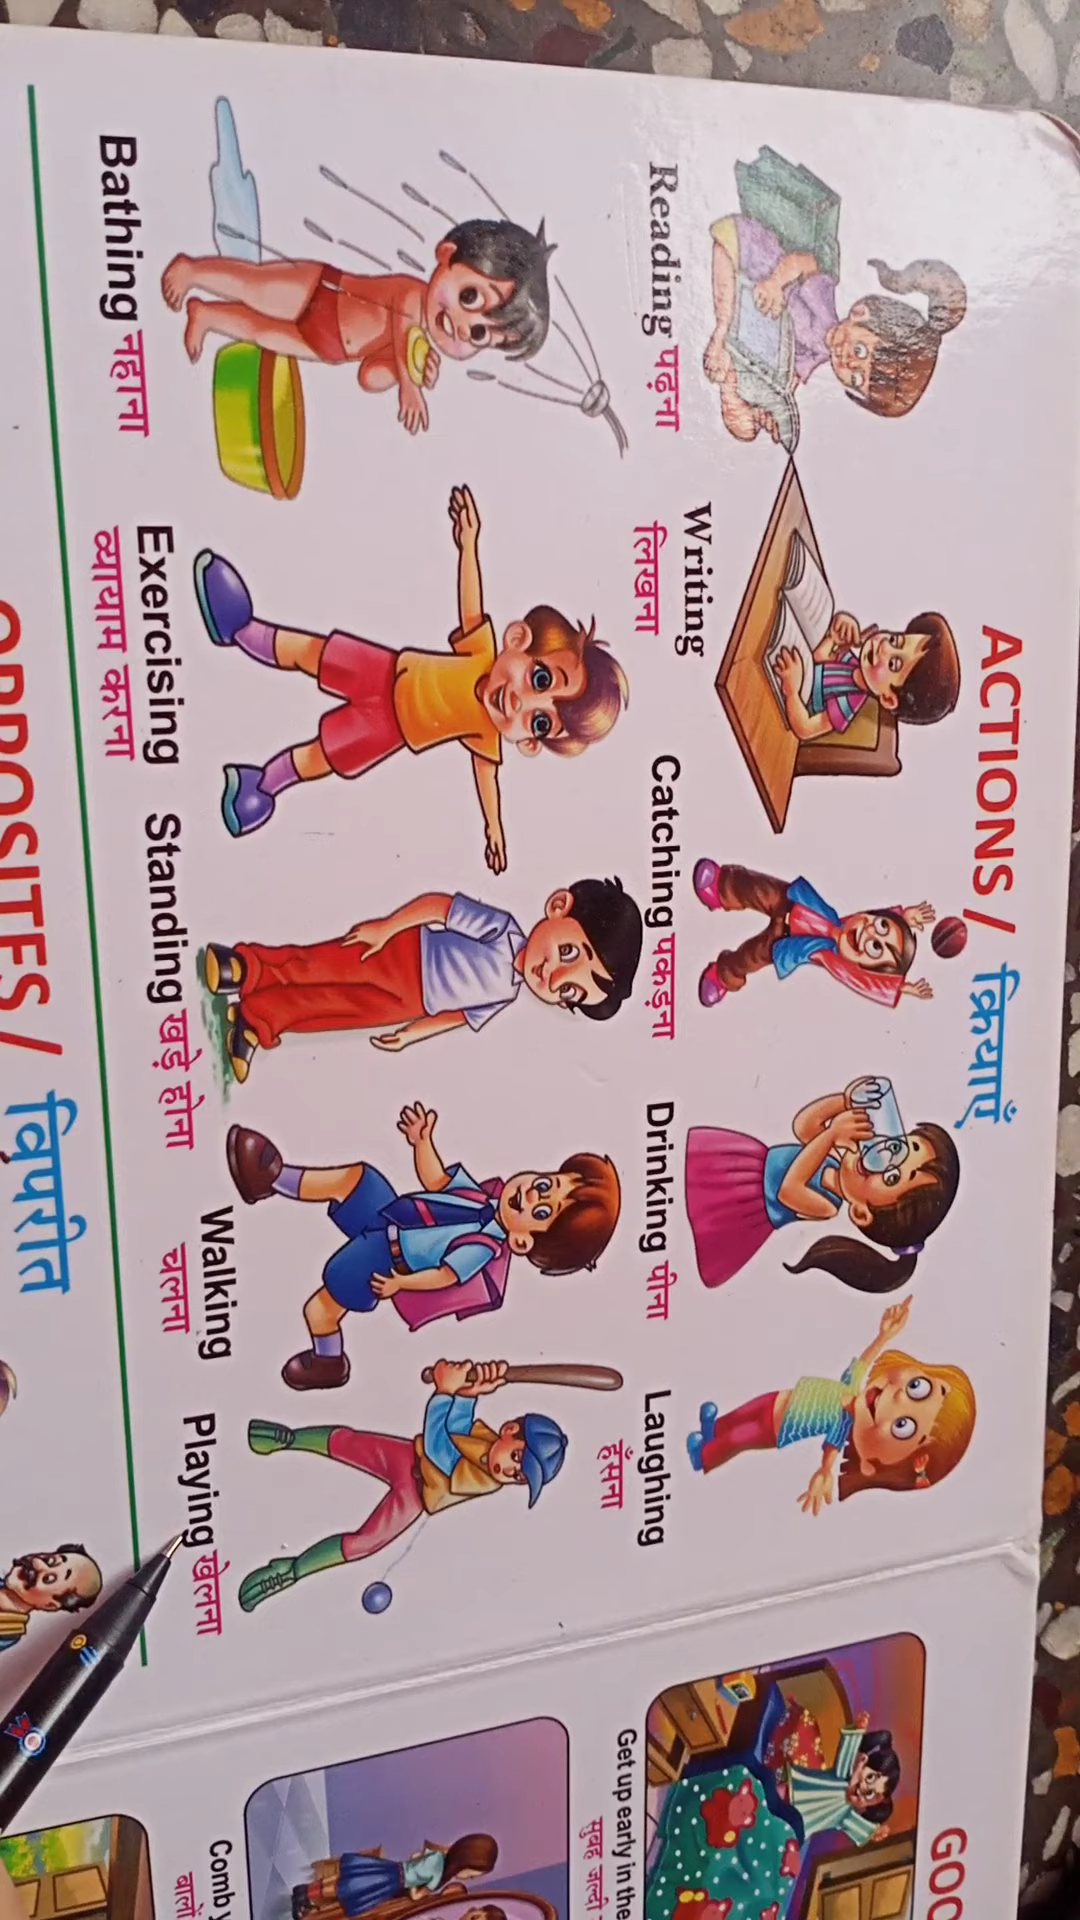 ACTIONS / क्रियाएँ
Reading पढ़ना
Writing
लिखना
Catching पकड़ना
Drinking पीना
Laughing
हँसना
Bathing नहाना
Exercising
व्यायाम करना
Standing खड़े होना
Walking
चलना
Playing खेलना
OPPOSITES / विपरीत
GOO
Get up early in the
सुबह जल्दी
Comb
बालों